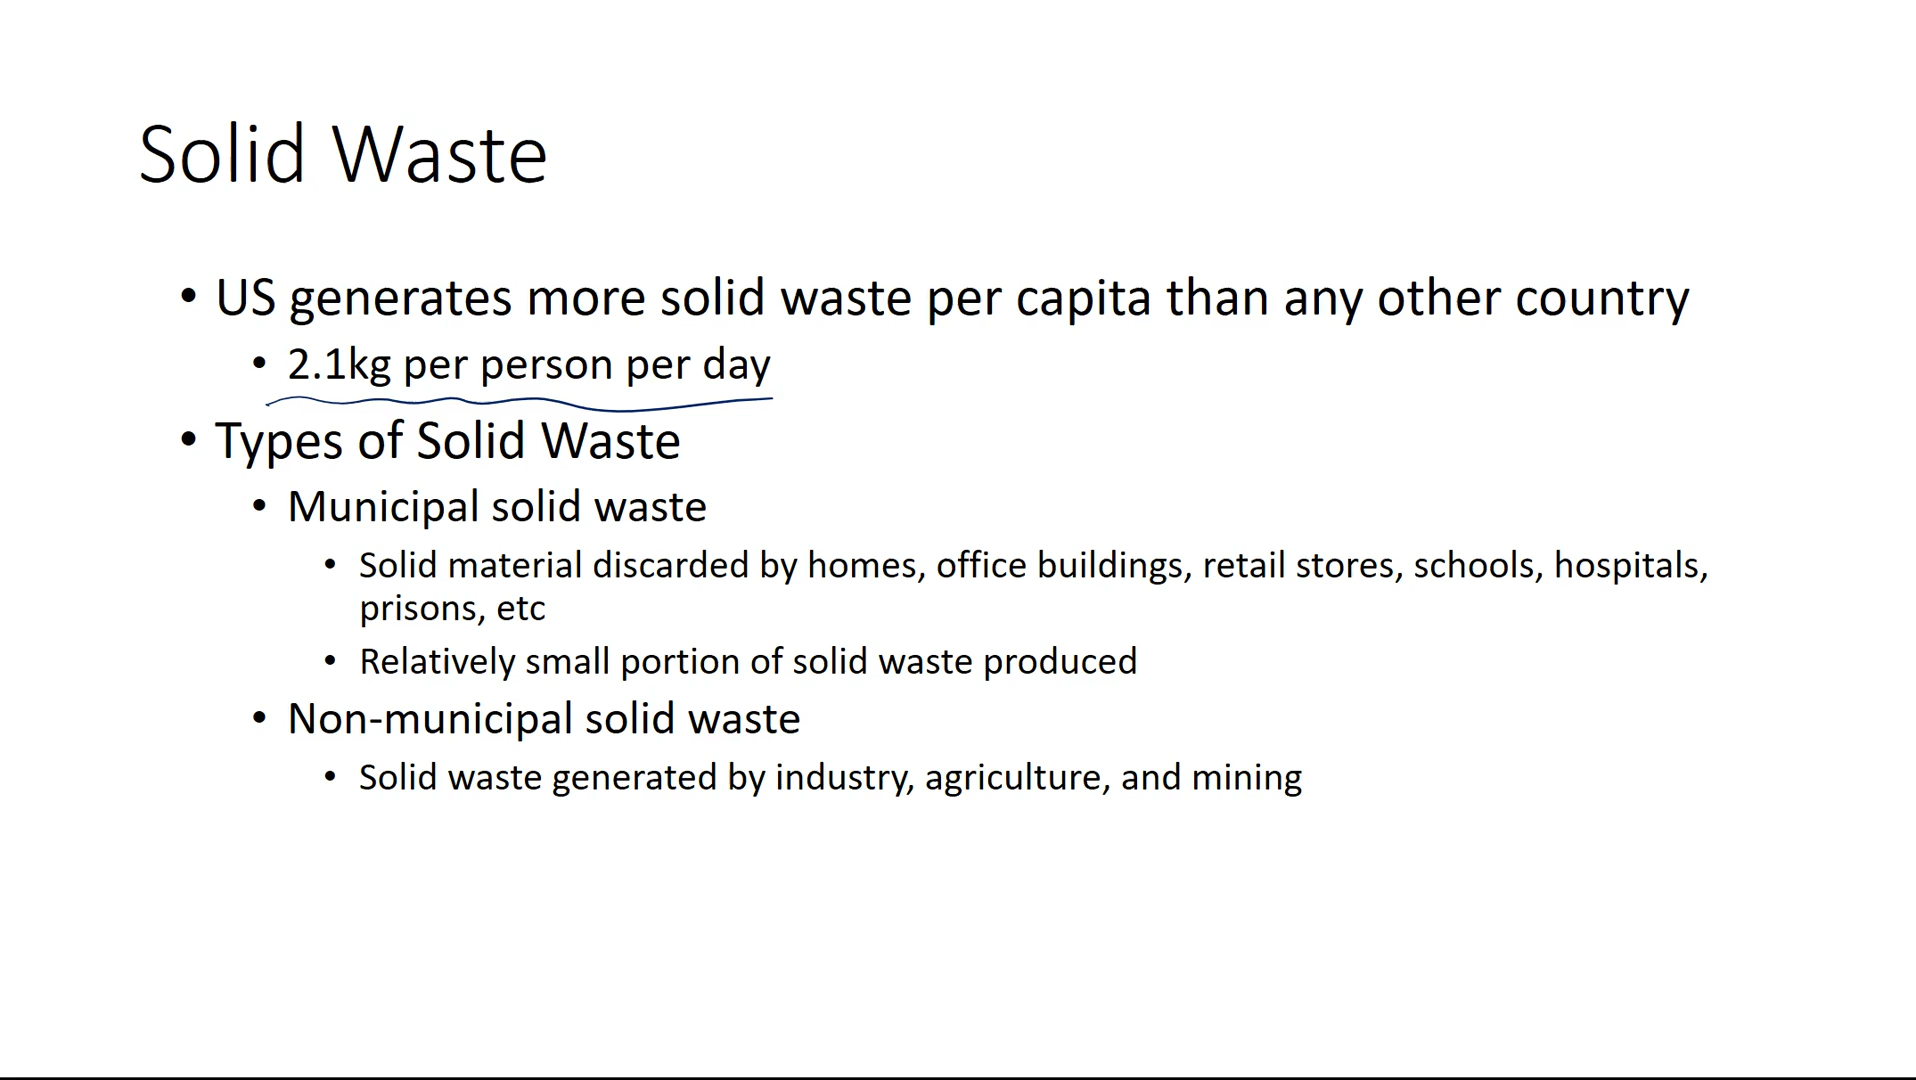 Solid Waste
• US generates more solid waste per capita than any other country
• 2.1kg per person per day
• Types of Solid Waste
• Municipal solid waste
• Solid material discarded by homes, office buildings, retail stores, schools, hospitals,
prisons, etc
• Relatively small portion of solid waste produced
• Non-municipal solid waste
• Solid waste generated by industry, agriculture, and mining